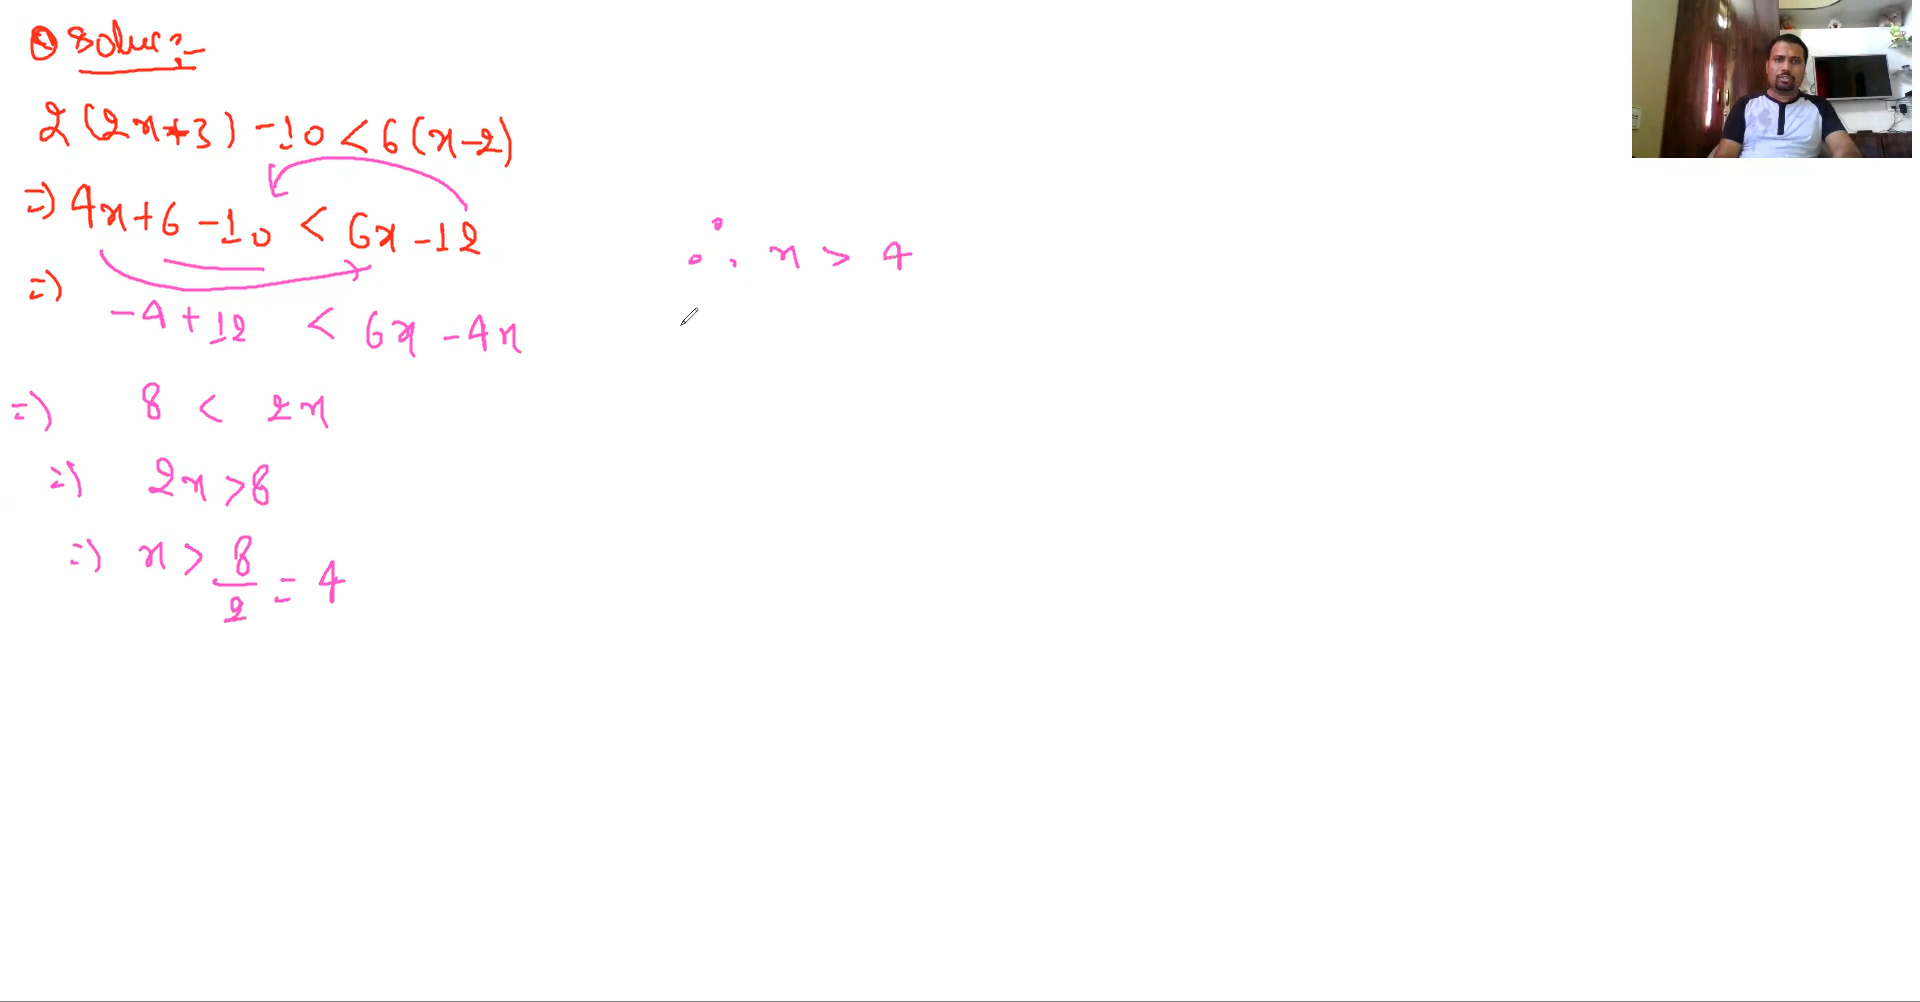 Q Solve :-
2(2x+3) -10 < 6(x-2)
=> 4x+6-10 < 6x-12
=> -4+12 < 6x-4x
=> 8 < 2x
=> 2x > 8
=> x > 8/2 = 4
∴ x > 4